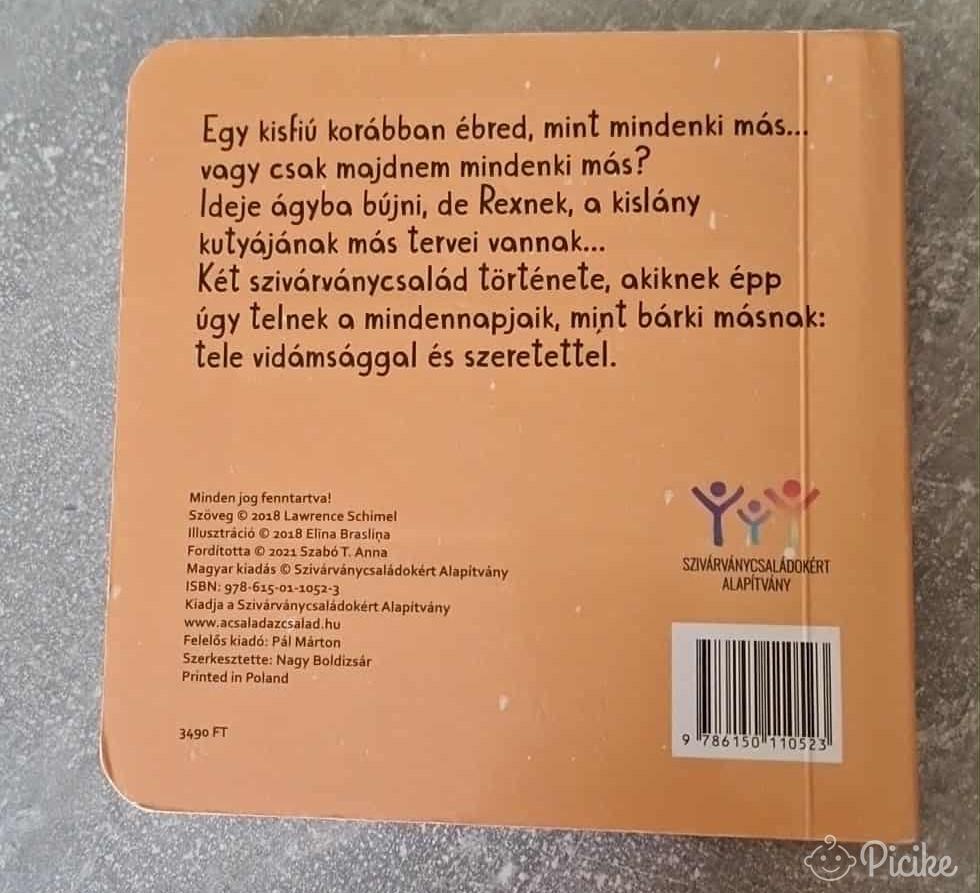 Egy kisfiú korábban ébred, mint mindenki más...
vagy csak majdnem mindenki más?
Ideje ágyba bújni, de Rexnek, a kislány
kutyájának más tervei vannak...
Két szivárványcsalád története, akiknek épp
úgy telnek a mindennapjaik, mint bárki másnak:
tele vidámsággal és szeretettel.
Minden jog fenntartva!
Szöveg © 2018 Lawrence Schimel
Illusztráció © 2018 Elīna Brasliņa
Fordította © 2021 Szabó T. Anna
Magyar kiadás © Szivárványcsaládokért Alapítvány
ISBN: 978-615-01-1052-3
Kiadja a Szivárványcsaládokért Alapítvány
www.acsaladazcsalad.hu
Felelős kiadó: Pál Márton
Szerkesztette: Nagy Boldizsár
Printed in Poland
3490 FT
SZIVÁRVÁNYCSALÁDOKÉRT
ALAPÍTVÁNY
9 786150 110523
Picike